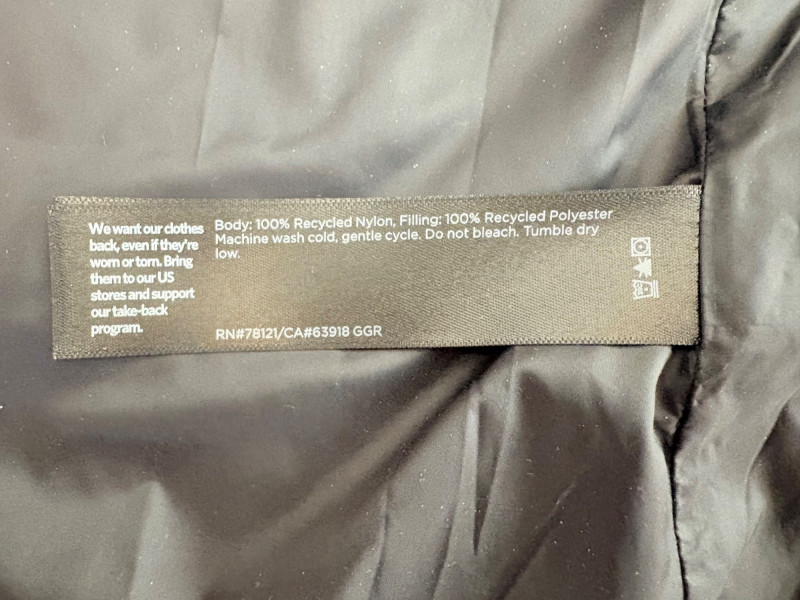 We want our clothes
back, even if they're
worn or torn. Bring
them to our US
stores and support
our take-back
program.
Body: 100% Recycled Nylon, Filling: 100% Recycled Polyester
Machine wash cold, gentle cycle. Do not bleach. Tumble dry
low.
RN#78121/CA#63918 GGR